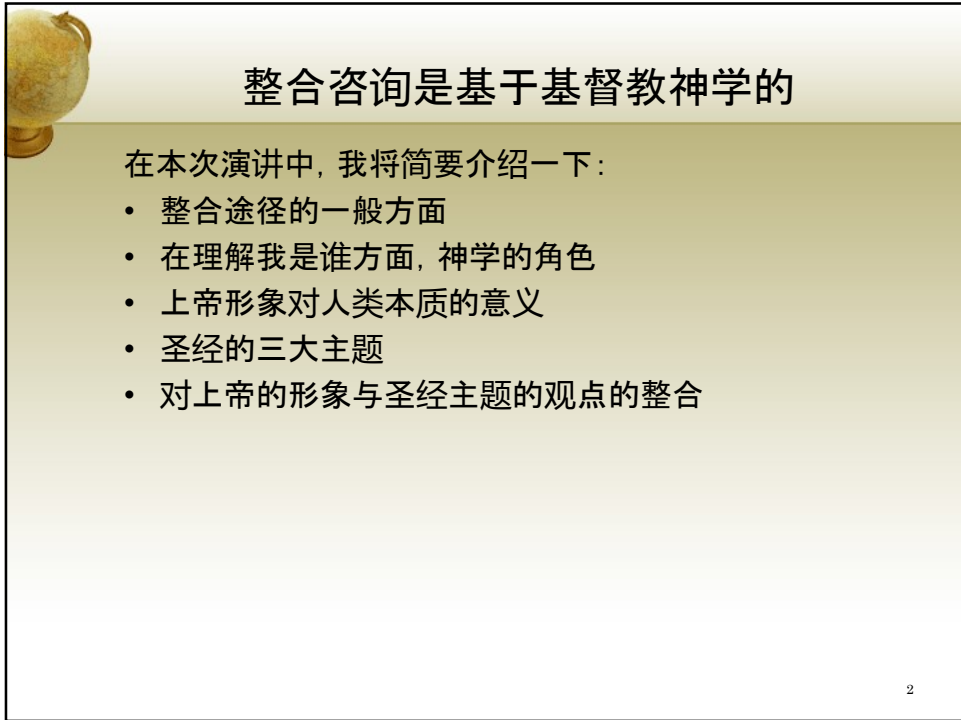 整合咨询是基于基督教神学的
在本次演讲中, 我将简要介绍一下:
• 整合途径的一般方面
• 在理解我是谁方面, 神学的角色
• 上帝形象对人类本质的意义
• 圣经的三大主题
• 对上帝的形象与圣经主题的观点的整合
2